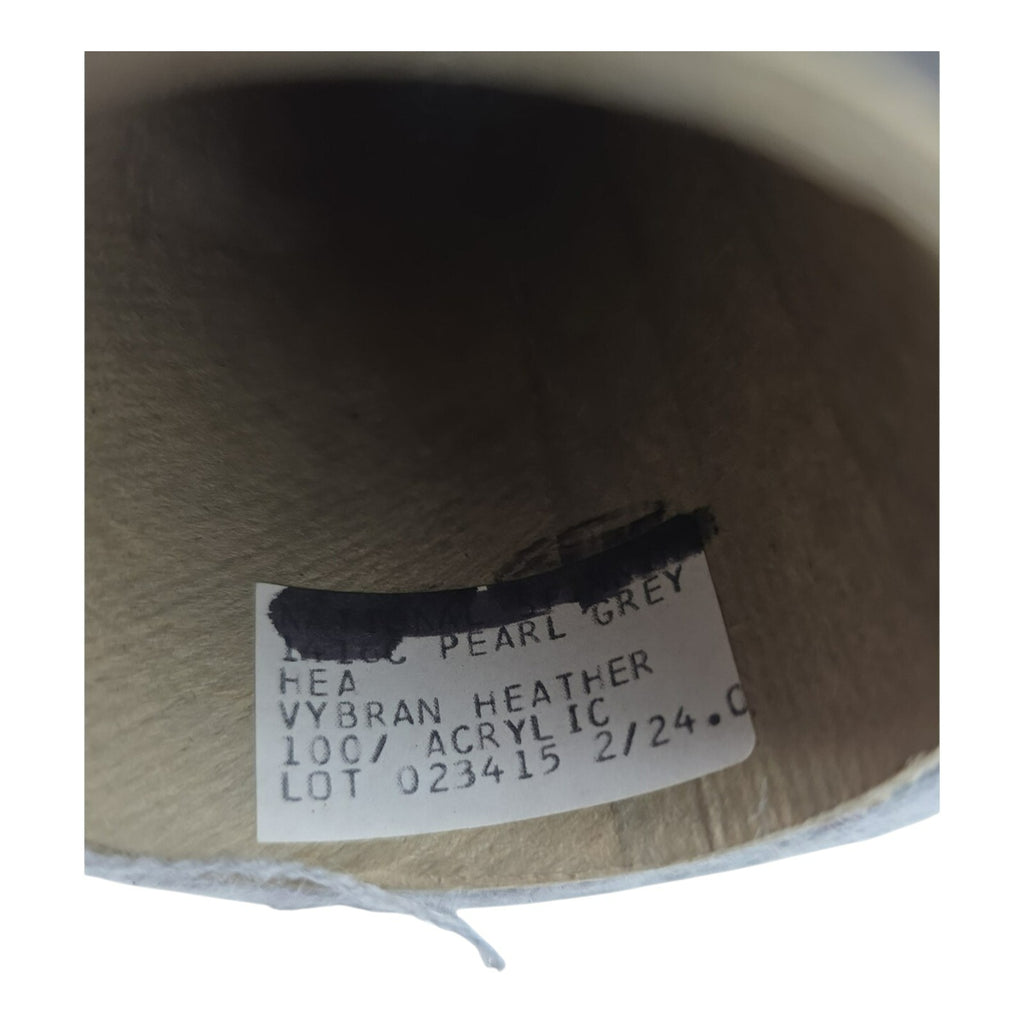 PEARL GREY
HEA
VYBRAN HEATHER
100/ ACRYLIC
LOT 023415 2/24.0